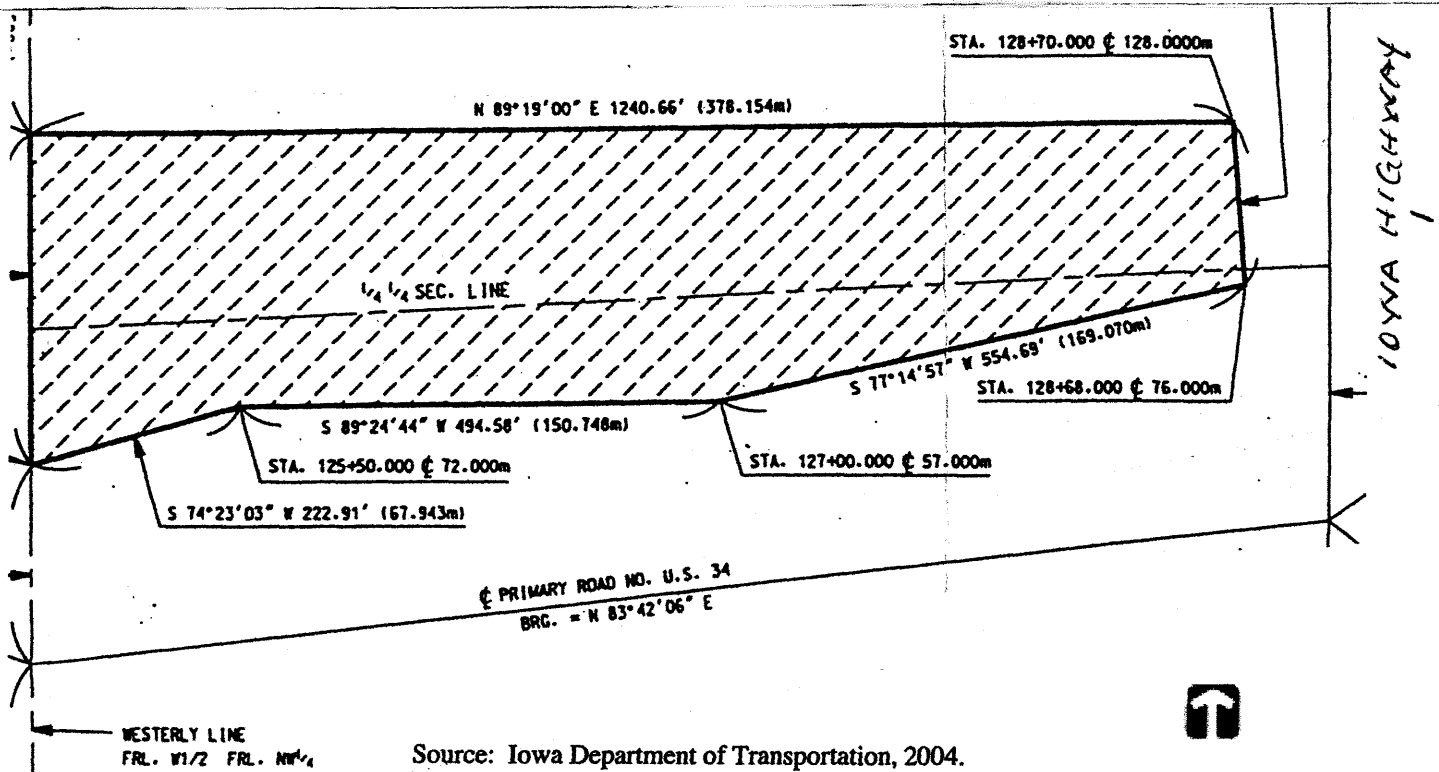 STA. 128+70.000 ℄ 128.0000m
N 89°19'00" E 1240.66' (378.154m)
IOWA HIGHWAY 1
1/4 1/4 SEC. LINE
S 77°14'57" W 554.69' (169.070m)
STA. 128+68.000 ℄ 76.000m
S 89°24'44" W 494.58' (150.748m)
STA. 125+50.000 ℄ 72.000m
STA. 127+00.000 ℄ 57.000m
S 74°23'03" W 222.91' (67.943m)
℄ PRIMARY ROAD NO. U.S. 34
BRG. = N 83°42'06" E
WESTERLY LINE
FRL. W1/2 FRL. NW1/4
Source: Iowa Department of Transportation, 2004.